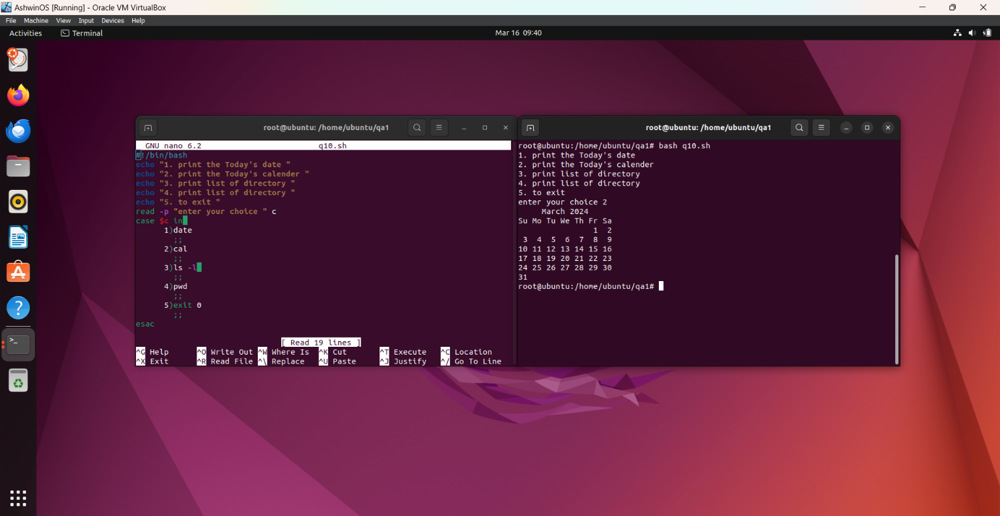 AshwinOS [Running] - Oracle VM VirtualBox
File Machine View Input Devices Help
Activities Terminal Mar 16 09:40
root@ubuntu: /home/ubuntu/qa1
GNU nano 6.2 q10.sh
#!/bin/bash
echo "1. print the Today's date "
echo "2. print the Today's calender "
echo "3. print list of directory "
echo "4. print list of directory "
echo "5. to exit "
read -p "enter your choice " c
case $c in
1)date
;;
2)cal
;;
3)ls -l
;;
4)pwd
;;
5)exit 0
;;
esac
[ Read 19 lines ]
^G Help ^O Write Out ^W Where Is ^K Cut ^T Execute ^C Location
^X Exit ^R Read File ^\ Replace ^U Paste ^J Justify ^/ Go To Line
root@ubuntu: /home/ubuntu/qa1
root@ubuntu:/home/ubuntu/qa1# bash q10.sh
1. print the Today's date
2. print the Today's calender
3. print list of directory
4. print list of directory
5. to exit
enter your choice 2
March 2024
Su Mo Tu We Th Fr Sa
1 2
3 4 5 6 7 8 9
10 11 12 13 14 15 16
17 18 19 20 21 22 23
24 25 26 27 28 29 30
31
root@ubuntu:/home/ubuntu/qa1#